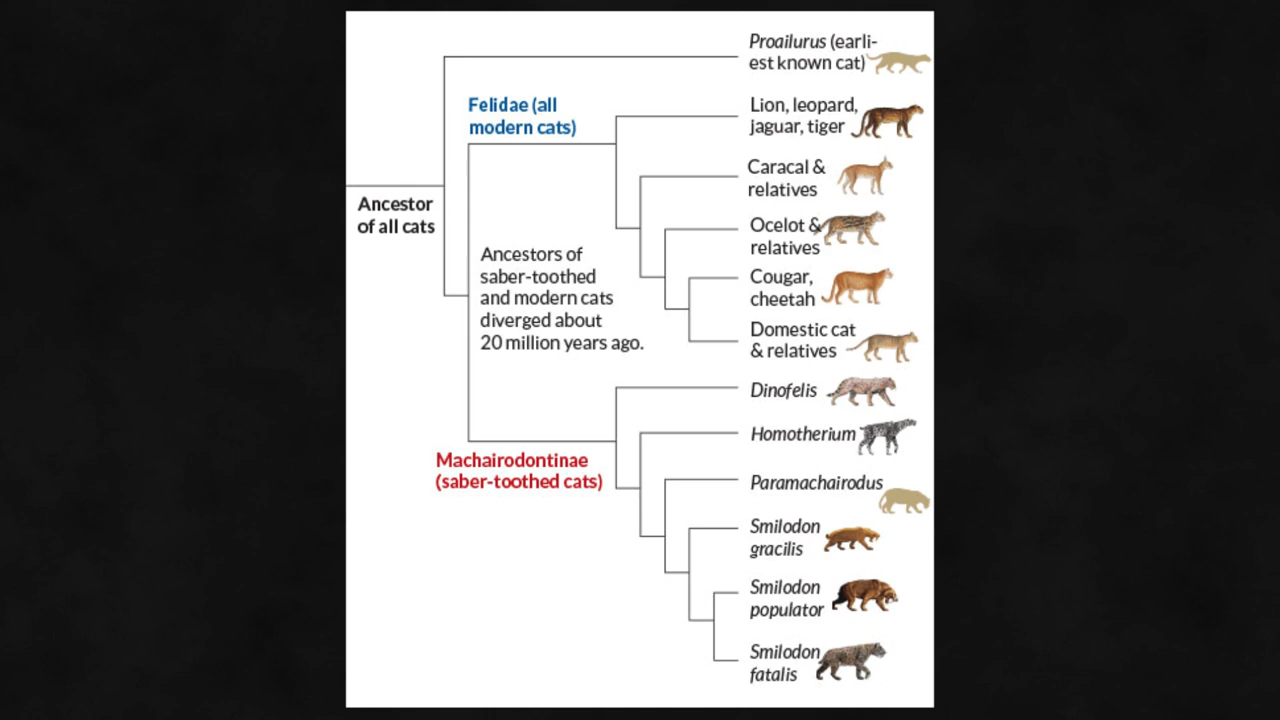 Proailurus (earli-
est known cat)
Felidae (all
modern cats)
Lion, leopard,
jaguar, tiger
Caracal &
relatives
Ancestor
of all cats
Ocelot &
relatives
Ancestors of
saber-toothed
and modern cats
diverged about
20 million years ago.
Cougar,
cheetah
Domestic cat
& relatives
Dinofelis
Homotherium
Machairodontinae
(saber-toothed cats)
Paramachairodus
Smilodon
gracilis
Smilodon
populator
Smilodon
fatalis